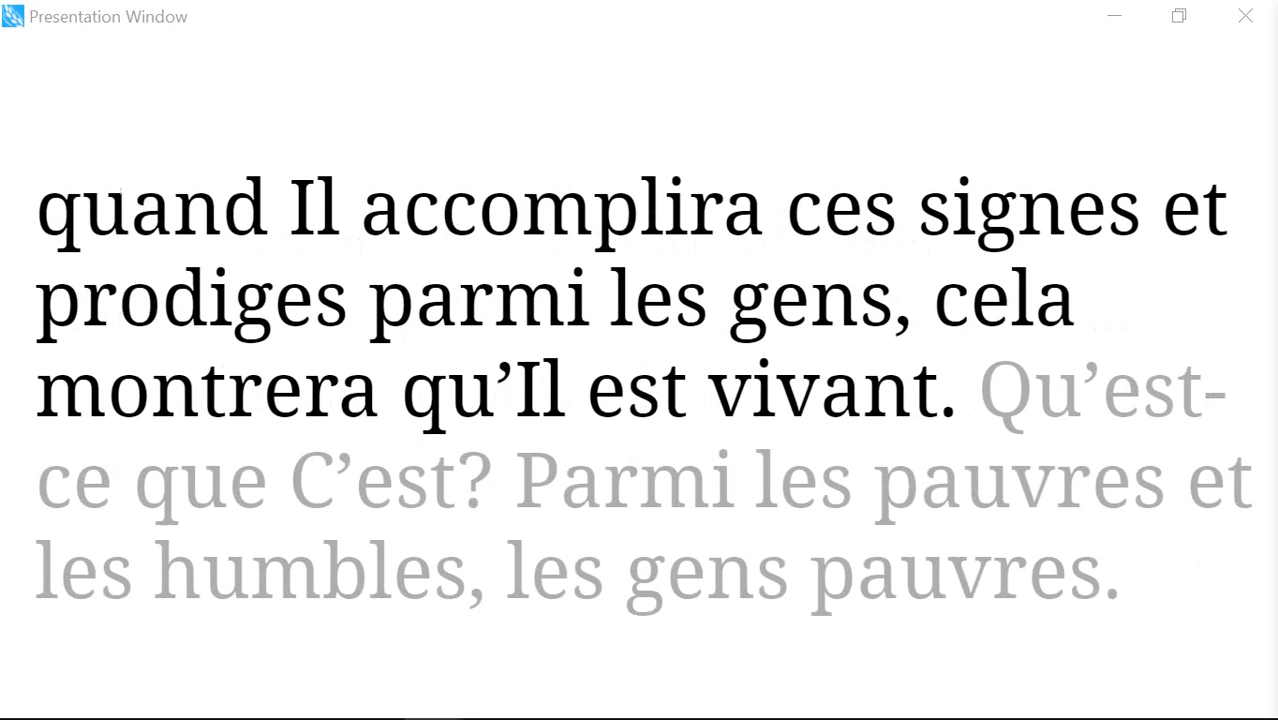 Presentation Window
quand Il accomplira ces signes et
prodiges parmi les gens, cela
montrera qu’Il est vivant. Qu’est-
ce que C’est? Parmi les pauvres et
les humbles, les gens pauvres.